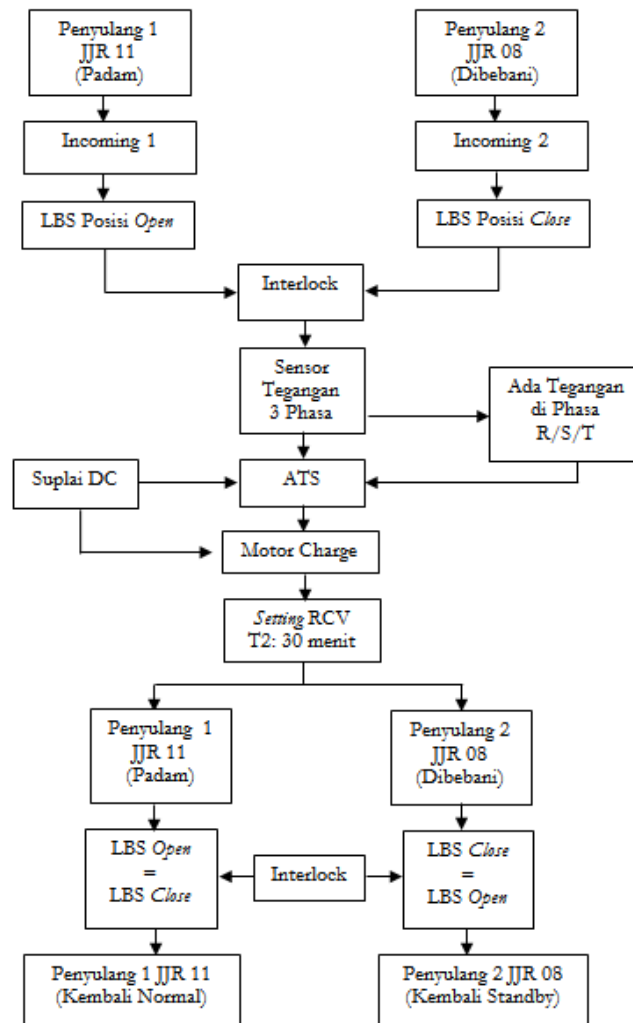 Penyulang 1
JJR 11
(Padam)
Penyulang 2
JJR 08
(Dibebani)
Incoming 1
Incoming 2
LBS Posisi Open
LBS Posisi Close
Interlock
Sensor
Tegangan
3 Phasa
Ada Tegangan
di Phasa
R/S/T
Suplai DC
ATS
Motor Charge
Setting RCV
T2: 30 menit
Penyulang 1
JJR 11
(Padam)
Penyulang 2
JJR 08
(Dibebani)
LBS Open
=
LBS Close
Interlock
LBS Close
=
LBS Open
Penyulang 1 JJR 11
(Kembali Normal)
Penyulang 2 JJR 08
(Kembali Standby)